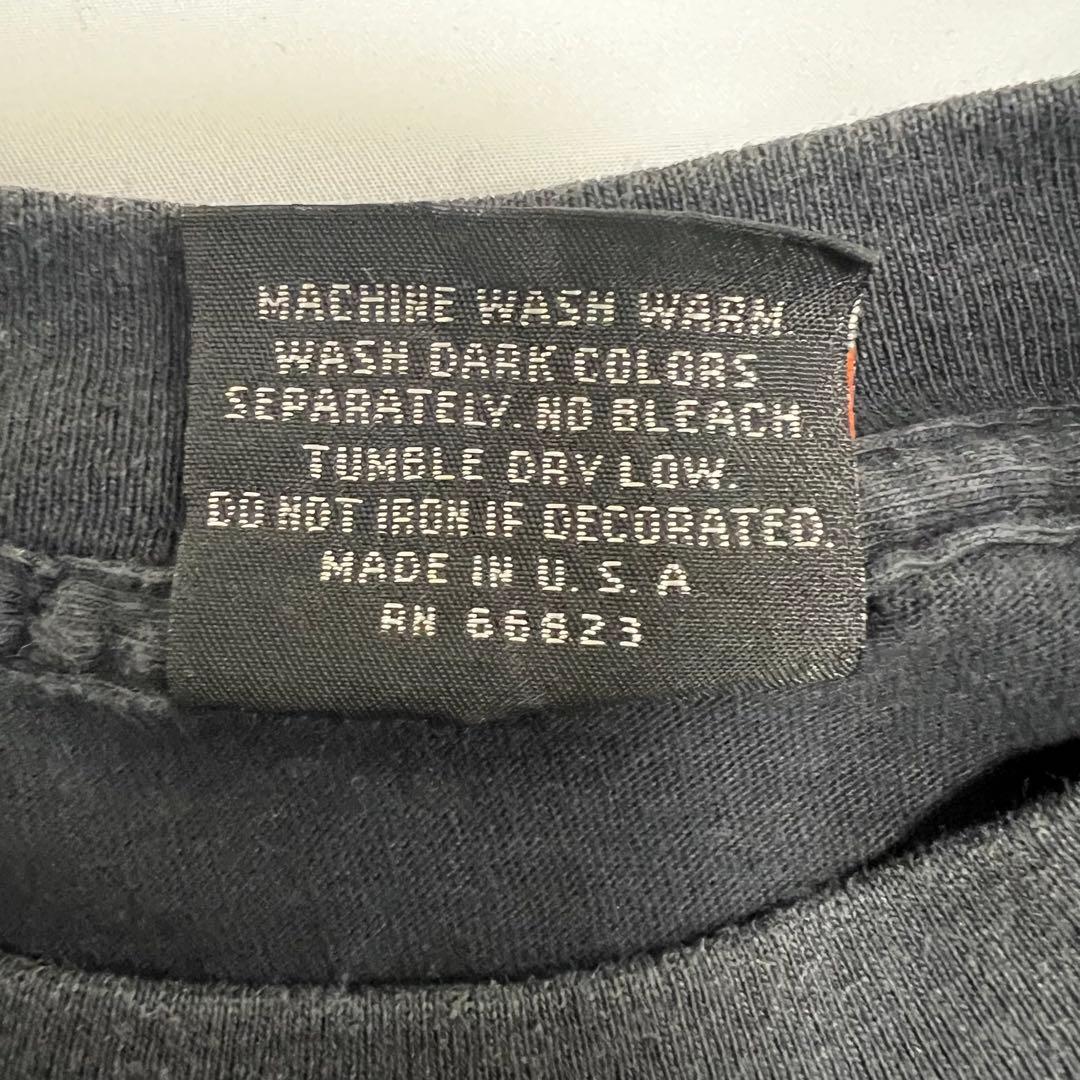 MACHINE WASH WARM.
WASH DARK COLORS
SEPARATELY. NO BLEACH.
TUMBLE DRY LOW.
DO NOT IRON IF DECORATED.
MADE IN U.S.A
RN 66823